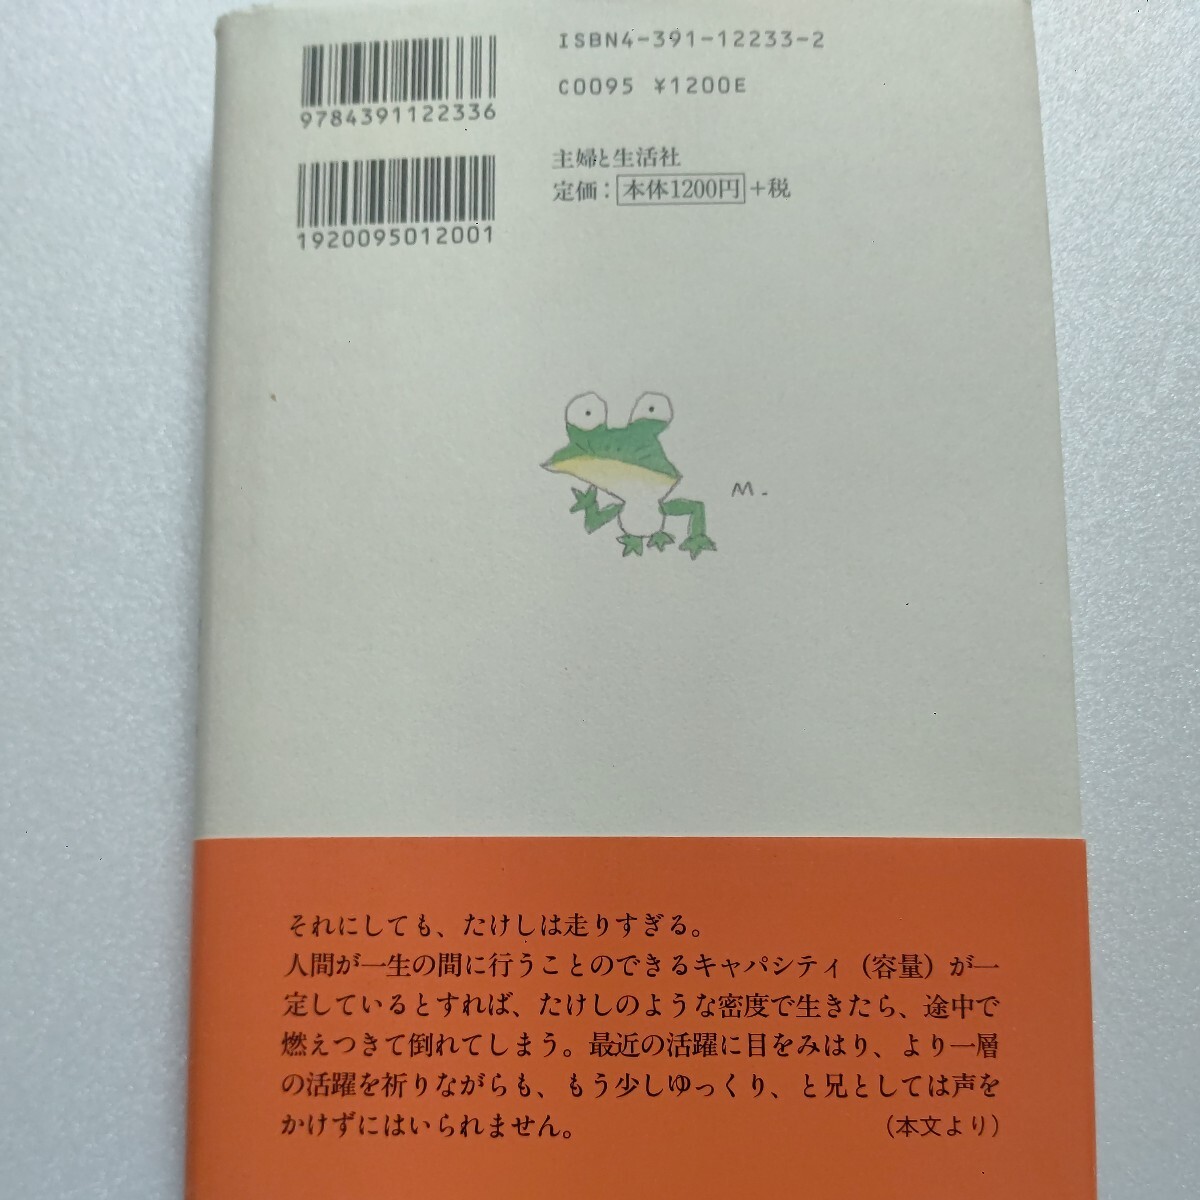 ISBN4-391-12233-2
9784391122336
C0095 ¥1200E
主婦と生活社
定価：本体1200円+税
1920095012001
M.
それにしても、たけしは走りすぎる。
人間が一生の間に行うことのできるキャパシティ（容量）が一
定しているとすれば、たけしのような密度で生きたら、途中で
燃えつきて倒れてしまう。最近の活躍に目をみはり、より一層
の活躍を祈りながらも、もう少しゆっくり、と兄としては声を
かけずにはいられません。
（本文より）